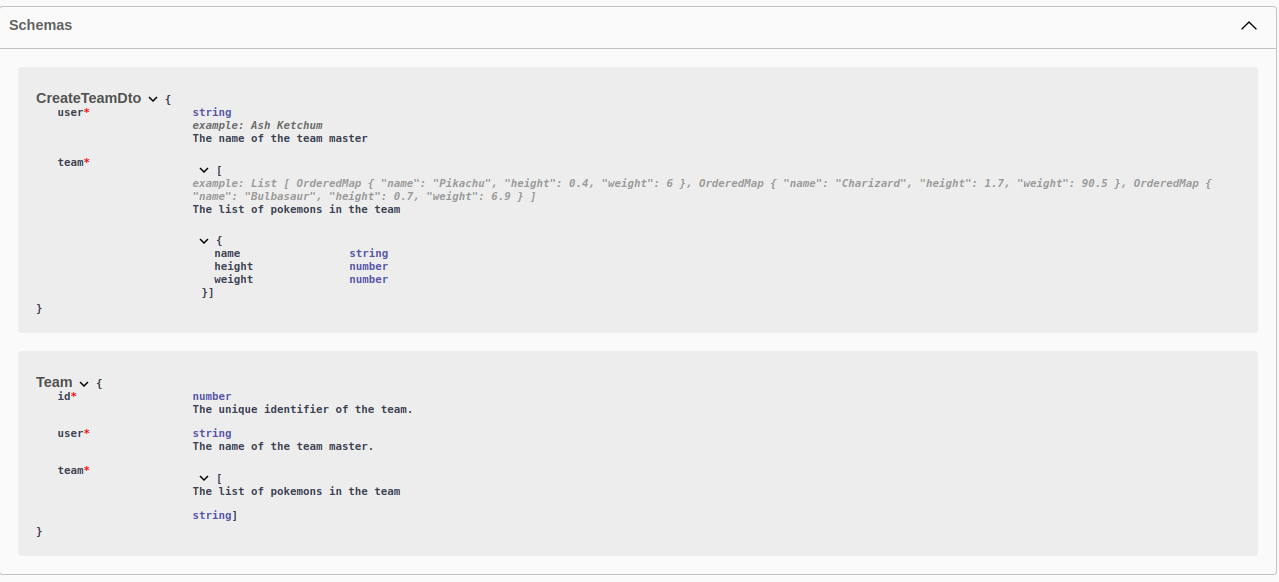 Schemas
CreateTeamDto {
user* string
example: Ash Ketchum
The name of the team master
team* [
example: List [ OrderedMap { "name": "Pikachu", "height": 0.4, "weight": 6 }, OrderedMap { "name": "Charizard", "height": 1.7, "weight": 90.5 }, OrderedMap {
"name": "Bulbasaur", "height": 0.7, "weight": 6.9 } ]
The list of pokemons in the team
{
name string
height number
weight number
}]
}
Team {
id* number
The unique identifier of the team.
user* string
The name of the team master.
team* [
The list of pokemons in the team
string]
}